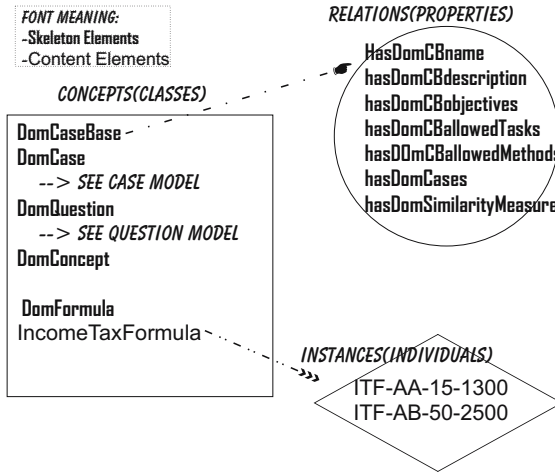 FONT MEANING:
-Skeleton Elements
-Content Elements
CONCEPTS(CLASSES)
DomCaseBase
DomCase
--> SEE CASE MODEL
DomQuestion
--> SEE QUESTION MODEL
DomConcept
DomFormula
IncomeTaxFormula
RELATIONS(PROPERTIES)
HasDomCBname
hasDomCBdescription
hasDomCBobjectives
hasDomCBallowedTasks
hasDOmCBallowedMethods
hasDomCases
hasDomSimilarityMeasure
INSTANCES(INDIVIDUALS)
ITF-AA-15-1300
ITF-AB-50-2500